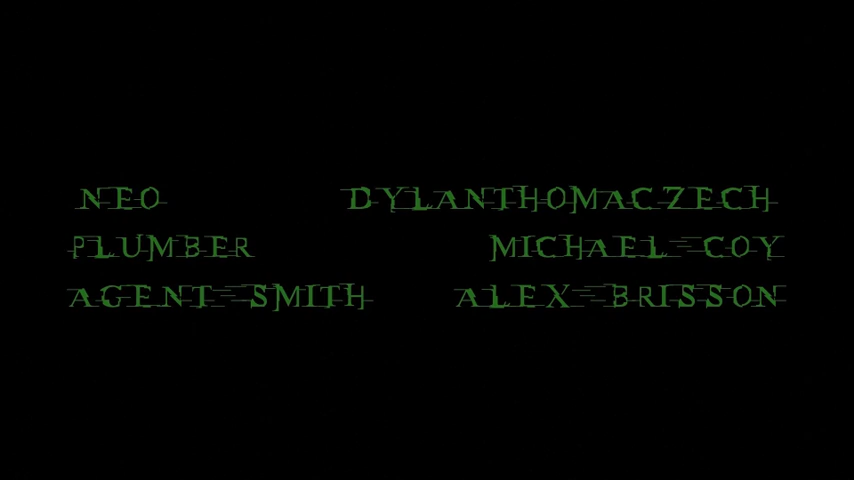 NEO DYLANTHOMACZECH
PLUMBER MICHAEL COY
AGENT SMITH ALEX BRISSON